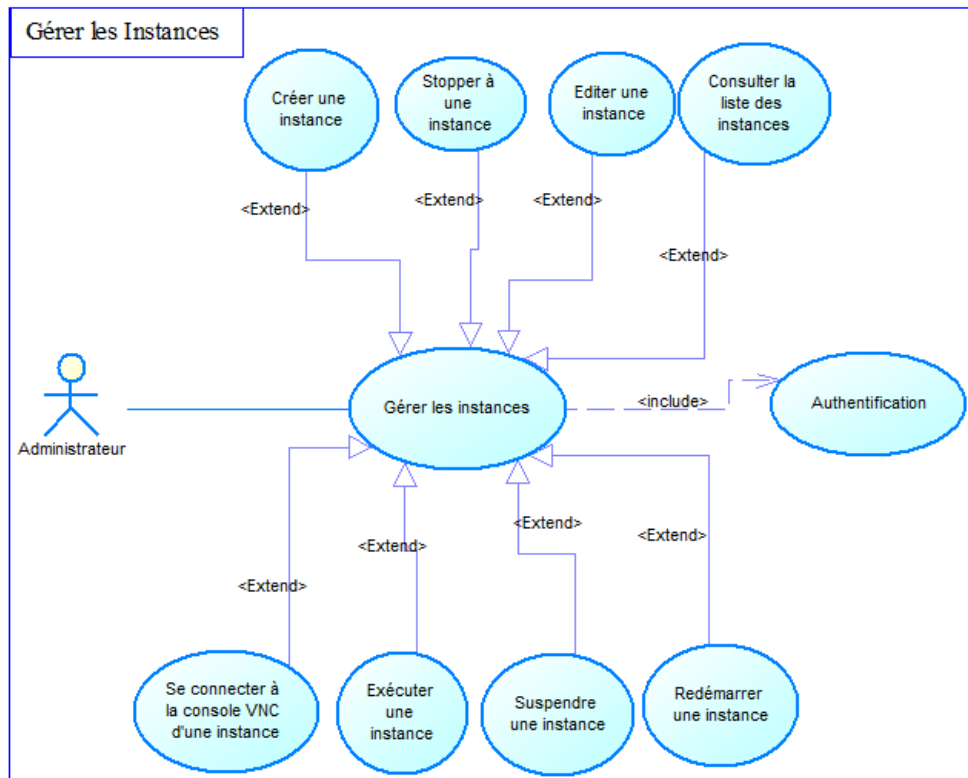 Gérer les Instances
Créer une
instance
Stopper à
une
instance
Editer une
instance
Consulter la
liste des
instances
<Extend>
<Extend>
<Extend>
<Extend>
Gérer les instances
<include>
Authentification
Administrateur
<Extend>
<Extend>
<Extend>
<Extend>
Se connecter à
la console VNC
d'une instance
Exécuter
une
instance
Suspendre
une instance
Redémarrer
une instance